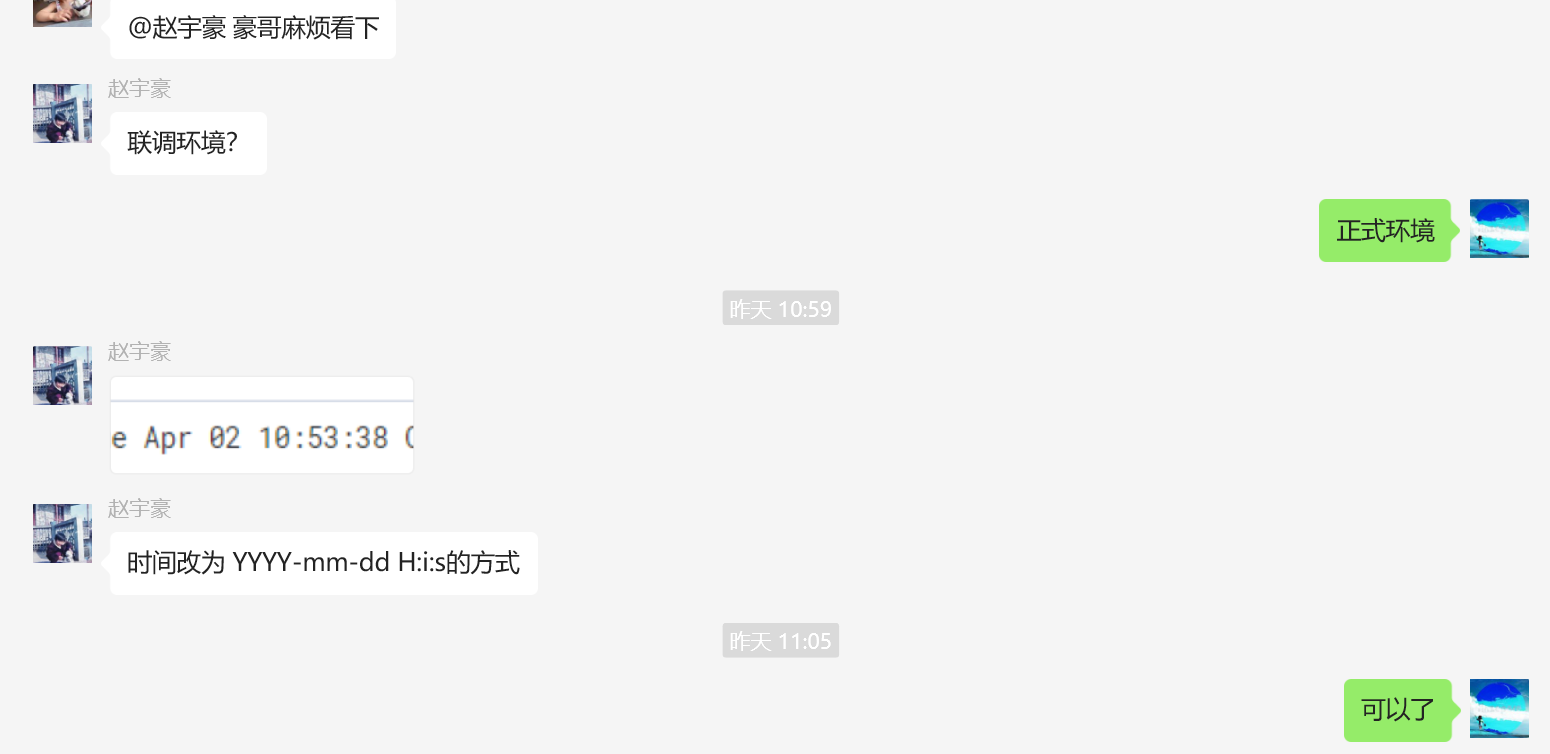 @赵宇豪 豪哥麻烦看下
赵宇豪
联调环境？
正式环境
昨天 10:59
赵宇豪
e Apr 02 10:53:38
赵宇豪
时间改为 YYYY-mm-dd H:i:s的方式
昨天 11:05
可以了